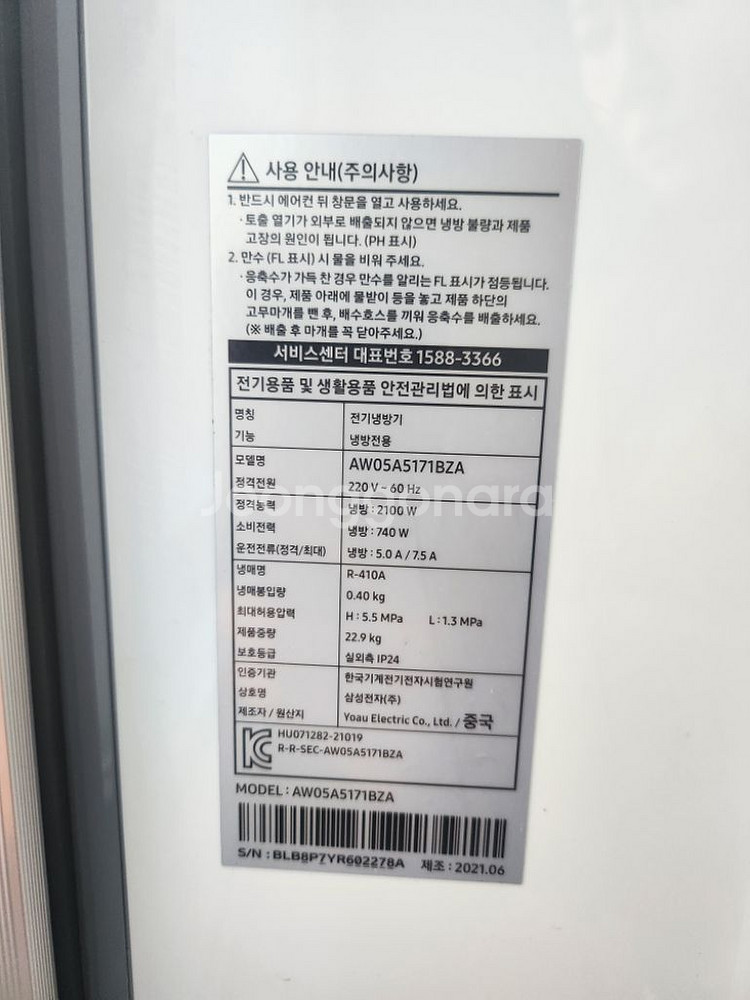 사용 안내(주의사항)
1. 반드시 에어컨 뒤 창문을 열고 사용하세요.
· 토출 열기가 외부로 배출되지 않으면 냉방 불량과 제품
고장의 원인이 됩니다. (PH 표시)
2. 만수 (FL 표시) 시 물을 비워 주세요.
· 응축수가 가득 찬 경우 만수를 알리는 FL 표시가 점등됩니다.
이 경우, 제품 아래에 물받이 등을 놓고 제품 하단의
고무마개를 뺀 후, 배수호스를 끼워 응축수를 배출하세요.
(※ 배출 후 마개를 꼭 닫아주세요.)
서비스센터 대표번호 1588-3366
전기용품 및 생활용품 안전관리법에 의한 표시
명칭 전기냉방기
기능 냉방전용
모델명 AW05A5171BZA
정격전원 220 V ~ 60 Hz
정격능력 냉방 : 2100 W
소비전력 냉방 : 740 W
운전전류(정격/최대) 냉방 : 5.0 A / 7.5 A
냉매명 R-410A
냉매봉입량 0.40 kg
최대허용압력 H : 5.5 MPa L : 1.3 MPa
제품중량 22.9 kg
보호등급 실외측 IP24
인증기관 한국기계전기전자시험연구원
상호명 삼성전자(주)
제조자 / 원산지 Yoau Electric Co., Ltd. / 중국
HU071282-21019
R-R-SEC-AW05A5171BZA
MODEL : AW05A5171BZA
S/N : BLB8P7YR602278A 제조 : 2021.06
Joonggonara